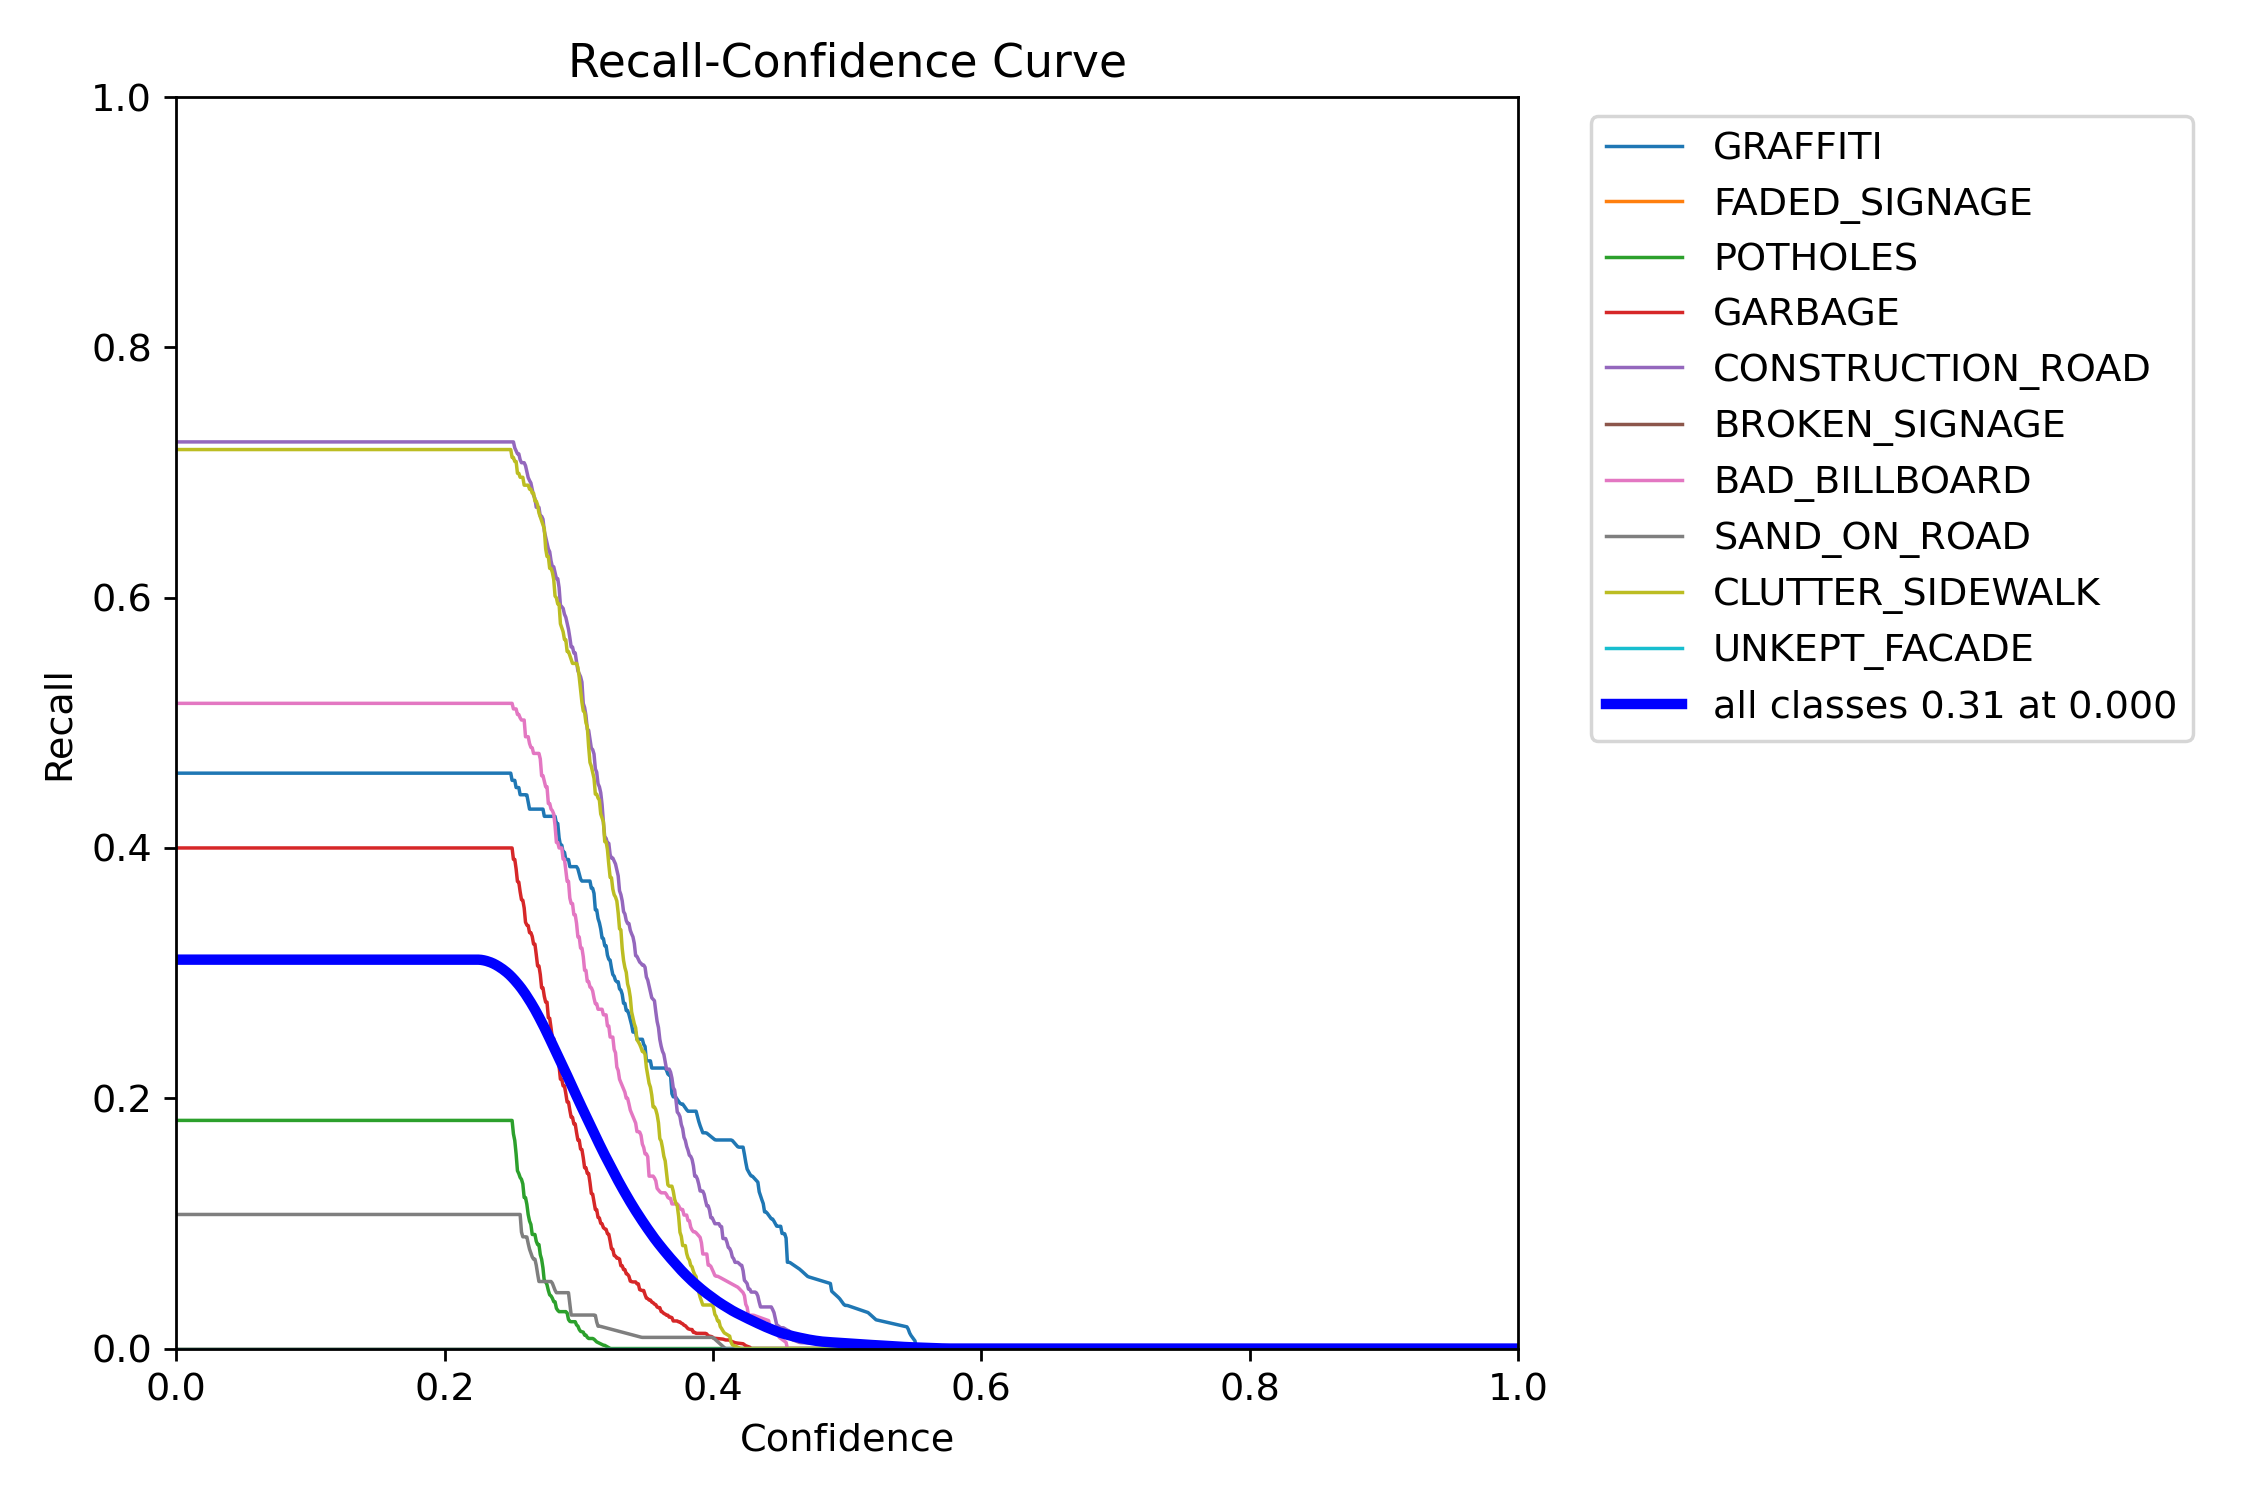 Recall-Confidence Curve
1.0
0.8
0.6
0.4
0.2
0.0
Recall
0.0 0.2 0.4 0.6 0.8 1.0
Confidence
GRAFFITI
FADED_SIGNAGE
POTHOLES
GARBAGE
CONSTRUCTION_ROAD
BROKEN_SIGNAGE
BAD_BILLBOARD
SAND_ON_ROAD
CLUTTER_SIDEWALK
UNKEPT_FACADE
all classes 0.31 at 0.000